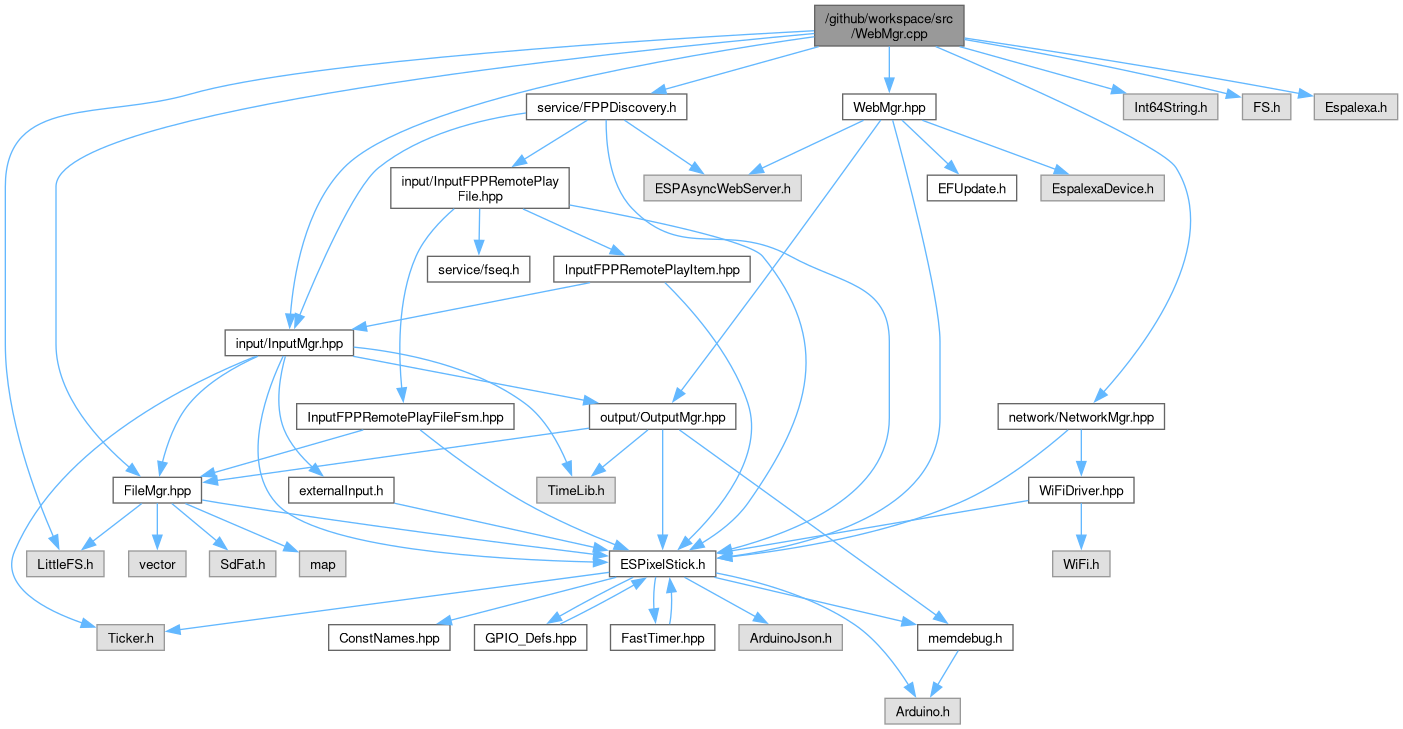 /github/workspace/src
/WebMgr.cpp
service/FPPDiscovery.h
WebMgr.hpp
Int64String.h
FS.h
Espalexa.h
input/InputFPPRemotePlay
File.hpp
ESPAsyncWebServer.h
EFUpdate.h
EspalexaDevice.h
service/fseq.h
InputFPPRemotePlayItem.hpp
input/InputMgr.hpp
InputFPPRemotePlayFileFsm.hpp
output/OutputMgr.hpp
network/NetworkMgr.hpp
FileMgr.hpp
externalInput.h
TimeLib.h
WiFiDriver.hpp
LittleFS.h
vector
SdFat.h
map
ESPixelStick.h
WiFi.h
Ticker.h
ConstNames.hpp
GPIO_Defs.hpp
FastTimer.hpp
ArduinoJson.h
memdebug.h
Arduino.h